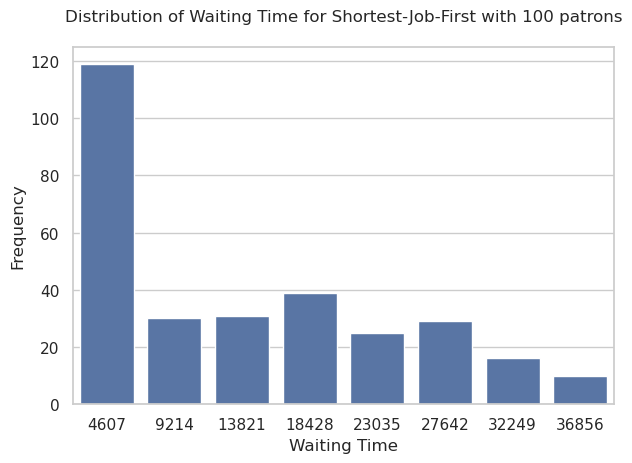 Distribution of Waiting Time for Shortest-Job-First with 100 patrons
120
100
80
60
40
20
0
Frequency
4607 9214 13821 18428 23035 27642 32249 36856
Waiting Time